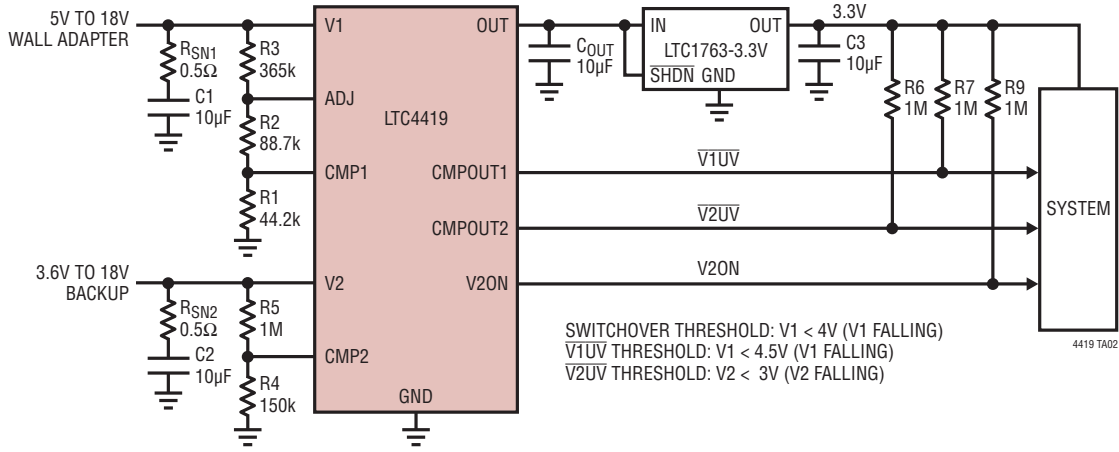 5V TO 18V
WALL ADAPTER
RSN1
0.5Ω
C1
10µF
R3
365k
R2
88.7k
R1
44.2k
V1
ADJ
CMP1
LTC4419
OUT
CMPOUT1
CMPOUT2
V2ON
V2
CMP2
GND
3.6V TO 18V
BACKUP
RSN2
0.5Ω
C2
10µF
R5
1M
R4
150k
COUT
10µF
IN
OUT
LTC1763-3.3V
SHDN GND
3.3V
C3
10µF
R6
1M
R7
1M
R9
1M
V1UV
V2UV
V2ON
SYSTEM
SWITCHOVER THRESHOLD: V1 < 4V (V1 FALLING)
V1UV THRESHOLD: V1 < 4.5V (V1 FALLING)
V2UV THRESHOLD: V2 < 3V (V2 FALLING)
4419 TA02